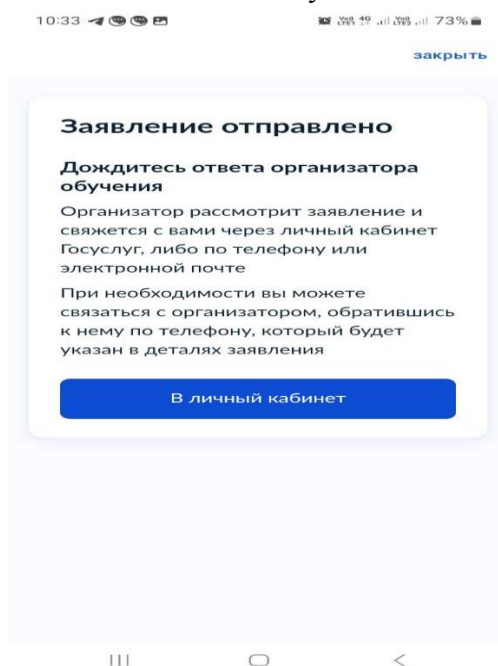 10:33
73%
закрыть
Заявление отправлено
Дождитесь ответа организатора
обучения
Организатор рассмотрит заявление и
свяжется с вами через личный кабинет
Госуслуг, либо по телефону или
электронной почте
При необходимости вы можете
связаться с организатором, обратившись
к нему по телефону, который будет
указан в деталях заявления
В личный кабинет